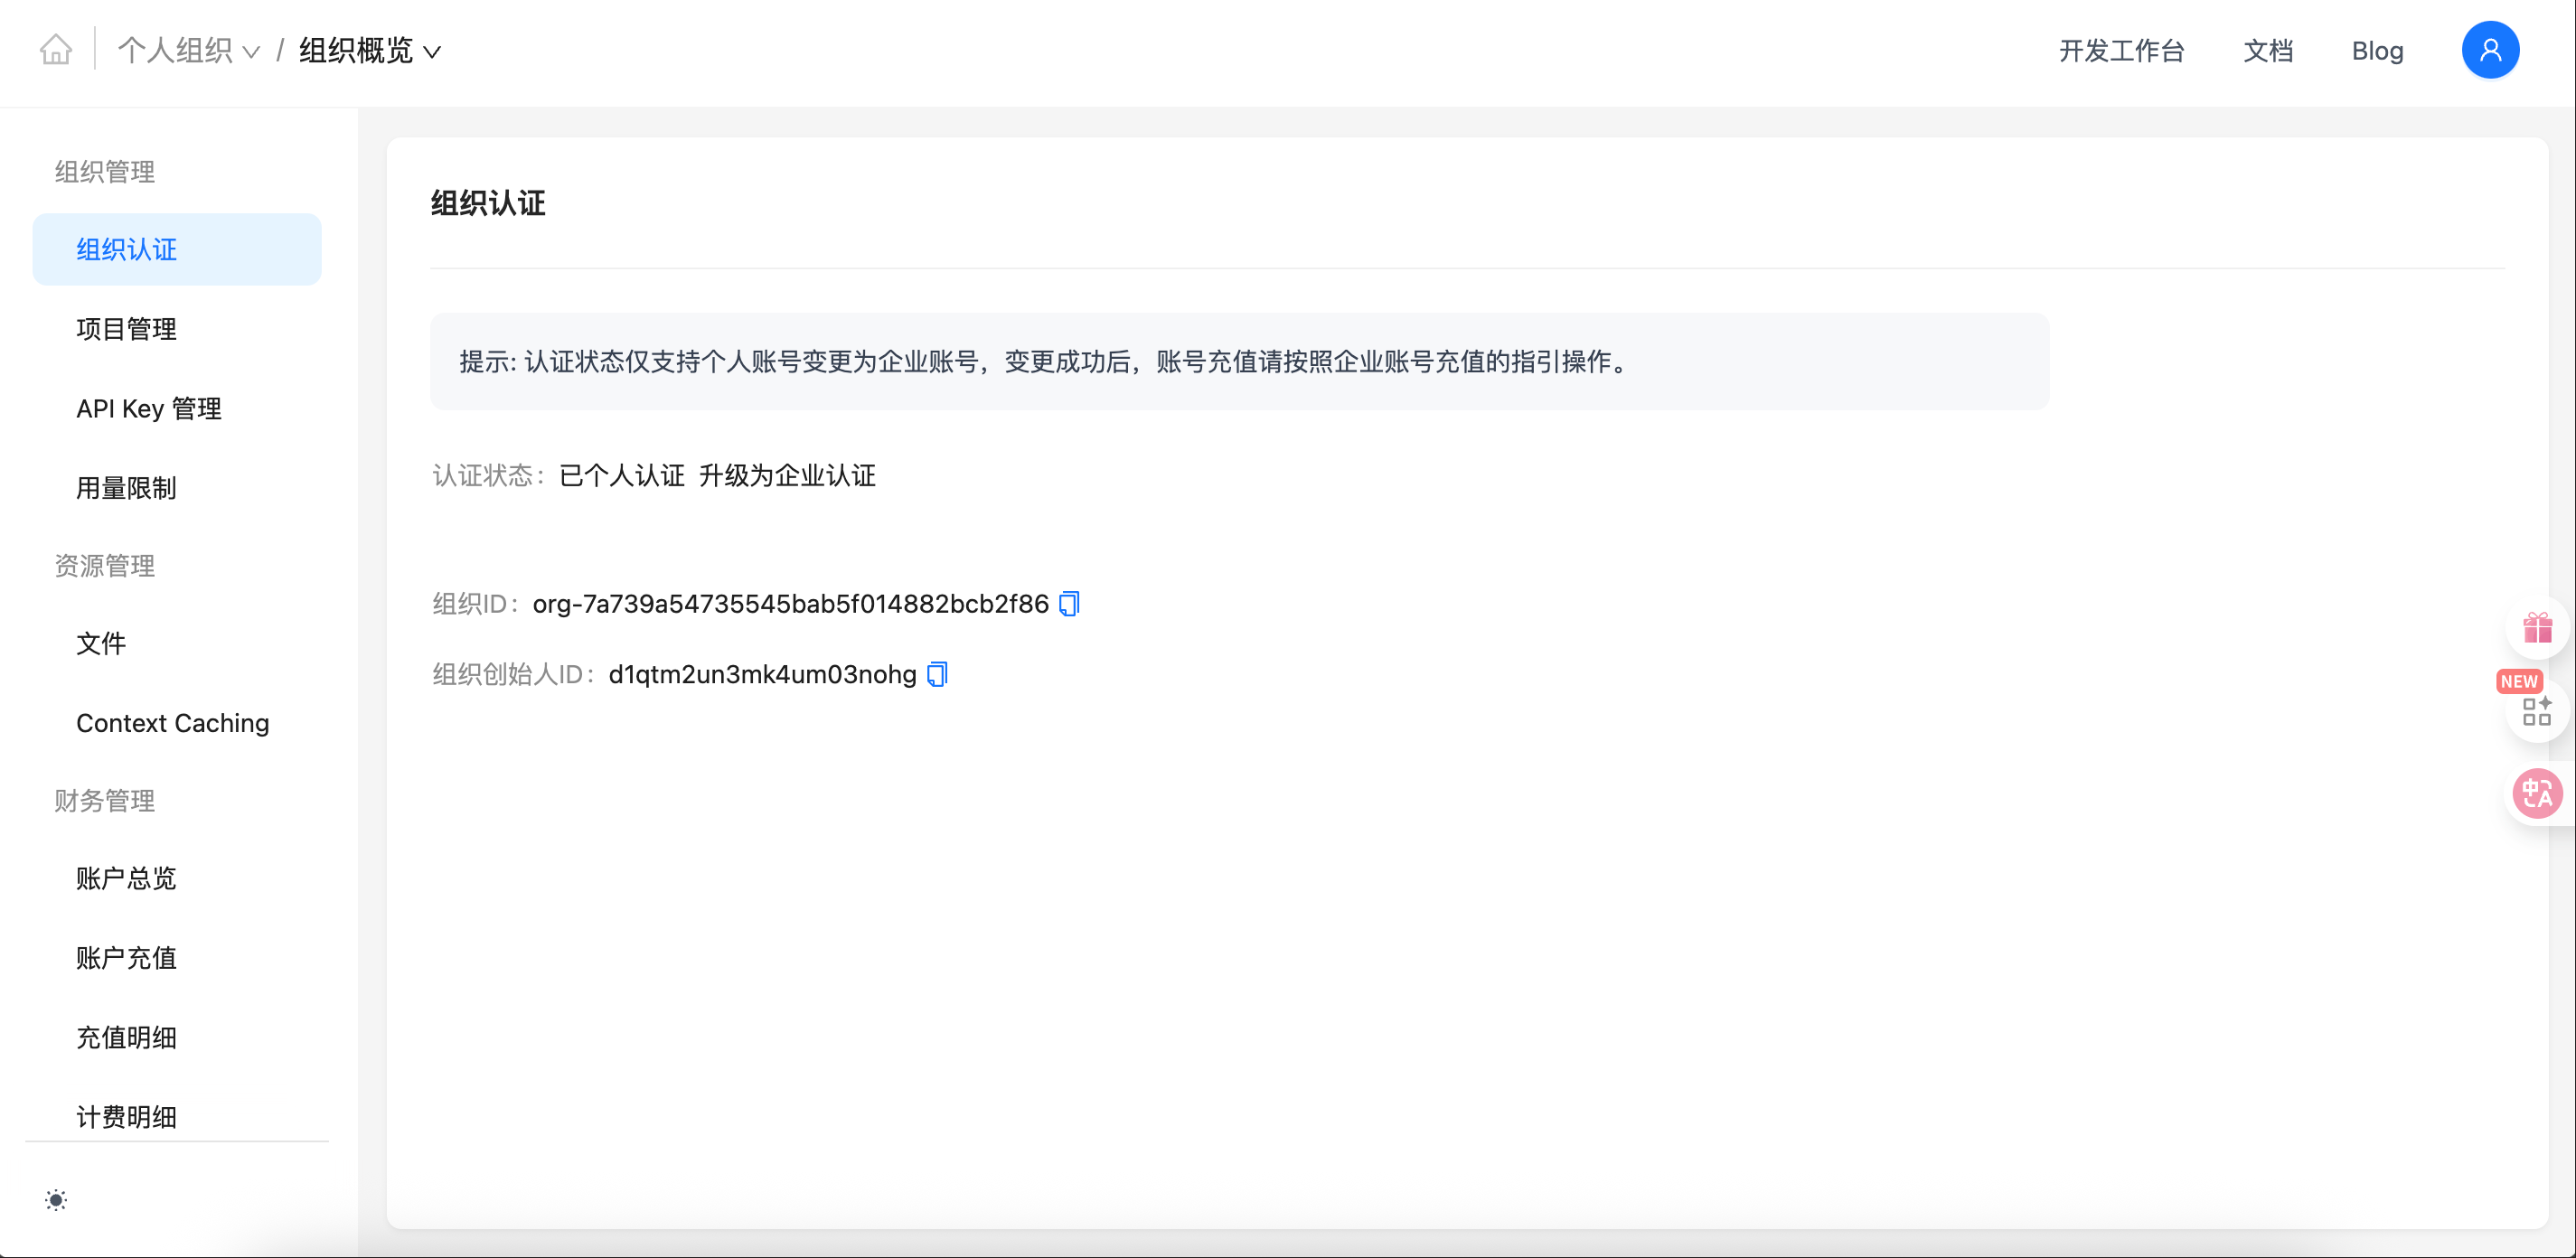 个人组织 / 组织概览
开发工作台 文档 Blog
组织管理
组织认证
项目管理
API Key 管理
用量限制
资源管理
文件
Context Caching
财务管理
账户总览
账户充值
充值明细
计费明细
组织认证
提示: 认证状态仅支持个人账号变更为企业账号，变更成功后，账号充值请按照企业账号充值的指引操作。
认证状态： 已个人认证 升级为企业认证
组织ID： org-7a739a54735545bab5f014882bcb2f86
组织创始人ID： d1qtm2un3mk4um03nohg
NEW
中A